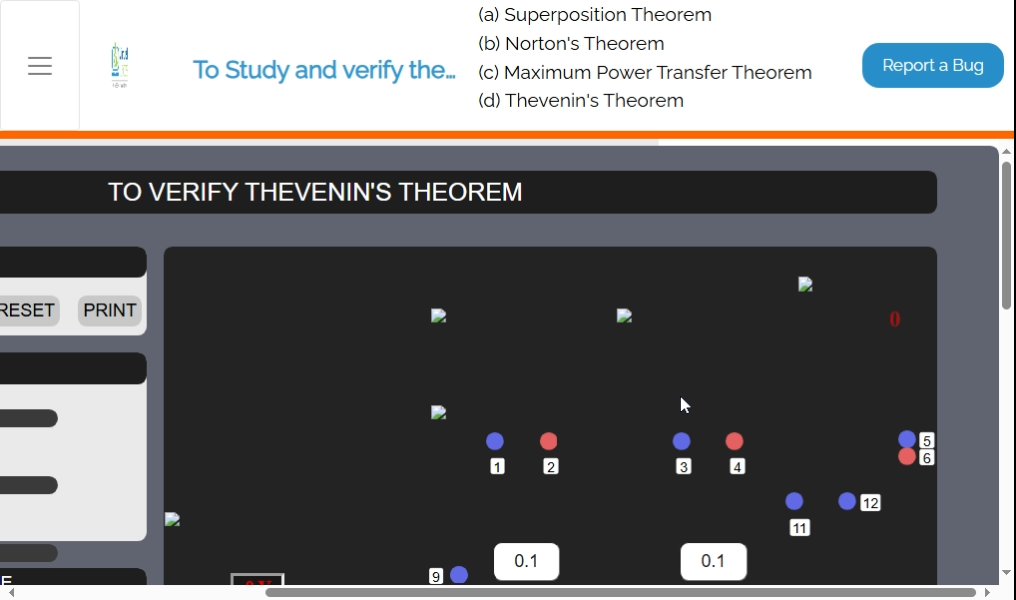 (a) Superposition Theorem
(b) Norton's Theorem
To Study and verify the...
(c) Maximum Power Transfer Theorem
(d) Thevenin's Theorem
Report a Bug
TO VERIFY THEVENIN'S THEOREM
RESET
PRINT
0
1
2
3
4
5
6
11
12
0.1
0.1
9
E